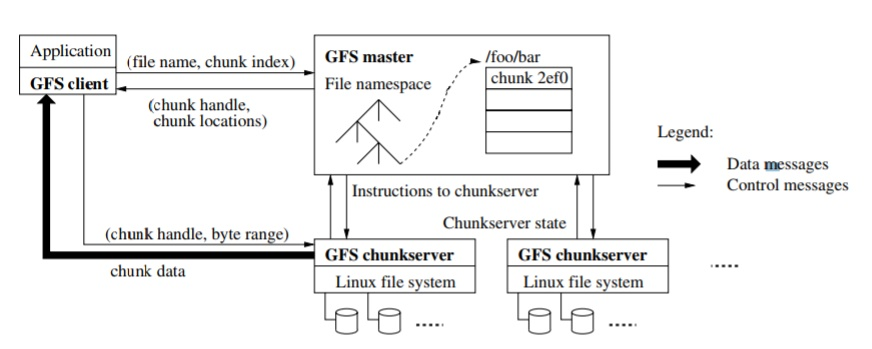 Application
GFS client
(file name, chunk index)
(chunk handle,
chunk locations)
GFS master
File namespace
/foo/bar
chunk 2ef0
Legend:
Data messages
Control messages
Instructions to chunkserver
Chunkserver state
(chunk handle, byte range)
chunk data
GFS chunkserver
Linux file system
GFS chunkserver
Linux file system